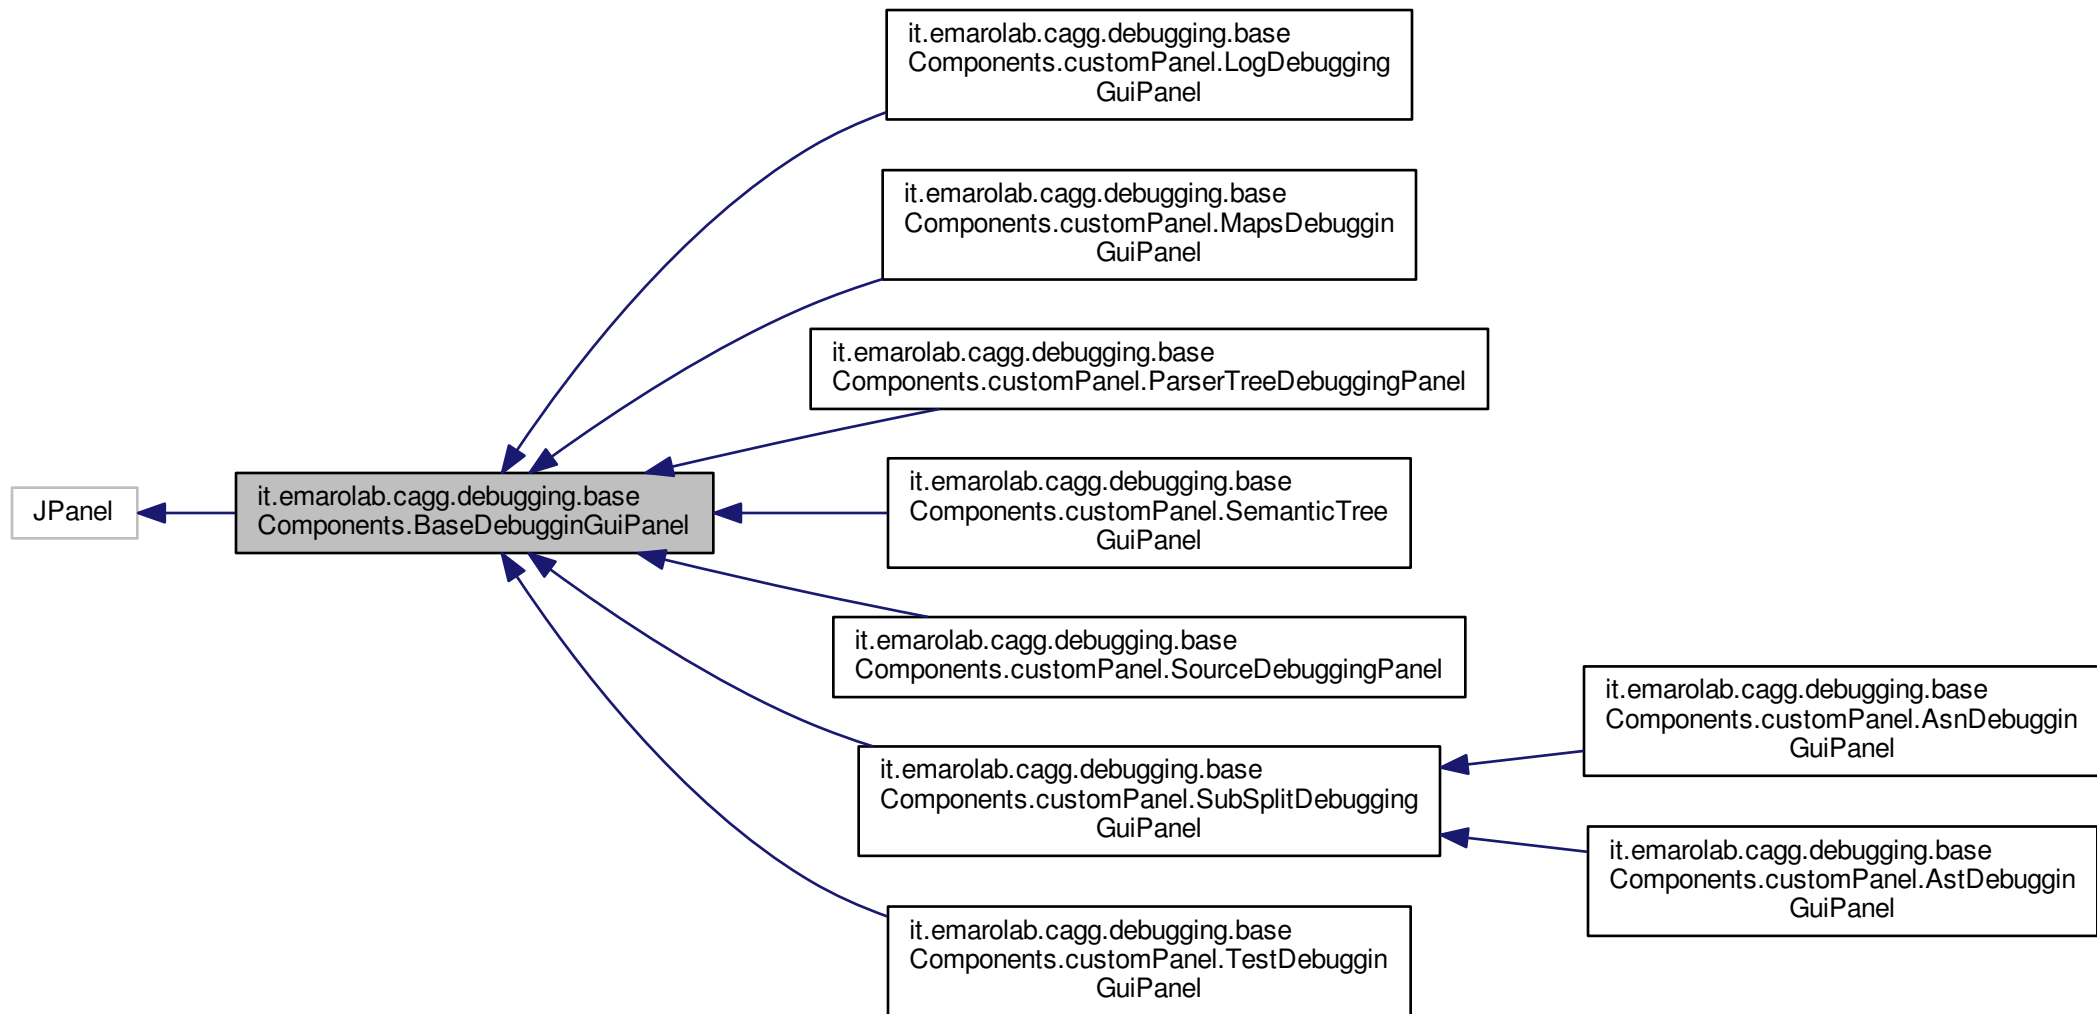 it.emarolab.cagg.debugging.base
Components.customPanel.LogDebugging
GuiPanel
it.emarolab.cagg.debugging.base
Components.customPanel.MapsDebuggin
GuiPanel
it.emarolab.cagg.debugging.base
Components.customPanel.ParserTreeDebuggingPanel
JPanel
it.emarolab.cagg.debugging.base
Components.BaseDebugginGuiPanel
it.emarolab.cagg.debugging.base
Components.customPanel.SemanticTree
GuiPanel
it.emarolab.cagg.debugging.base
Components.customPanel.SourceDebuggingPanel
it.emarolab.cagg.debugging.base
Components.customPanel.SubSplitDebugging
GuiPanel
it.emarolab.cagg.debugging.base
Components.customPanel.AsnDebuggin
GuiPanel
it.emarolab.cagg.debugging.base
Components.customPanel.AstDebuggin
GuiPanel
it.emarolab.cagg.debugging.base
Components.customPanel.TestDebuggin
GuiPanel